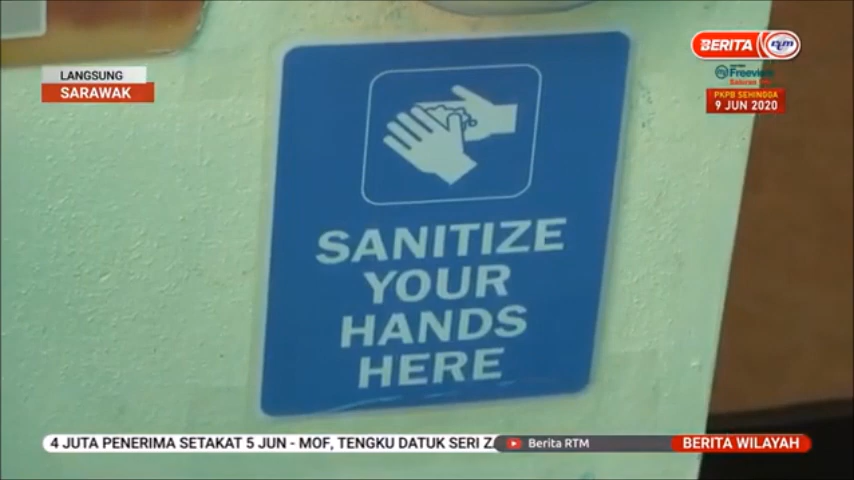 LANGSUNG
SARAWAK
BERITA rtm
Freeview
PKPB SEHINGGA
9 JUN 2020
SANITIZE
YOUR
HANDS
HERE
4 JUTA PENERIMA SETAKAT 5 JUN - MOF, TENGKU DATUK SERI Z
Berita RTM
BERITA WILAYAH